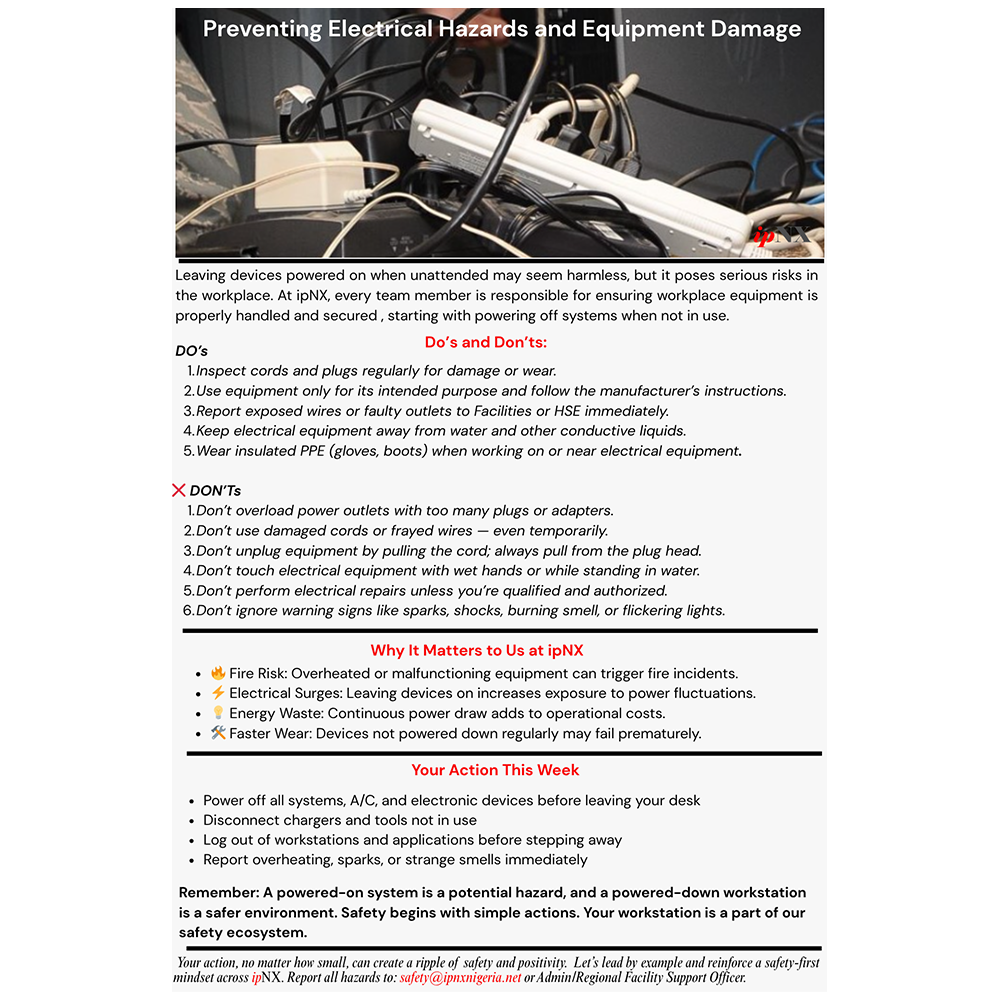 Preventing Electrical Hazards and Equipment Damage
ipNX
Leaving devices powered on when unattended may seem harmless, but it poses serious risks in
the workplace. At ipNX, every team member is responsible for ensuring workplace equipment is
properly handled and secured , starting with powering off systems when not in use.
Do's and Don'ts:
DO's
1. Inspect cords and plugs regularly for damage or wear.
2. Use equipment only for its intended purpose and follow the manufacturer's instructions.
3. Report exposed wires or faulty outlets to Facilities or HSE immediately.
4. Keep electrical equipment away from water and other conductive liquids.
5. Wear insulated PPE (gloves, boots) when working on or near electrical equipment.
❌ DON'Ts
1. Don't overload power outlets with too many plugs or adapters.
2. Don't use damaged cords or frayed wires — even temporarily.
3. Don't unplug equipment by pulling the cord; always pull from the plug head.
4. Don't touch electrical equipment with wet hands or while standing in water.
5. Don't perform electrical repairs unless you're qualified and authorized.
6. Don't ignore warning signs like sparks, shocks, burning smell, or flickering lights.
Why It Matters to Us at ipNX
• 🔥 Fire Risk: Overheated or malfunctioning equipment can trigger fire incidents.
• ⚡ Electrical Surges: Leaving devices on increases exposure to power fluctuations.
• 💡 Energy Waste: Continuous power draw adds to operational costs.
• 🛠 Faster Wear: Devices not powered down regularly may fail prematurely.
Your Action This Week
• Power off all systems, A/C, and electronic devices before leaving your desk
• Disconnect chargers and tools not in use
• Log out of workstations and applications before stepping away
• Report overheating, sparks, or strange smells immediately
Remember: A powered-on system is a potential hazard, and a powered-down workstation
is a safer environment. Safety begins with simple actions. Your workstation is a part of our
safety ecosystem.
Your action, no matter how small, can create a ripple of safety and positivity. Let's lead by example and reinforce a safety-first
mindset across ipNX. Report all hazards to: safety@ipnxnigeria.net or Admin/Regional Facility Support Officer.